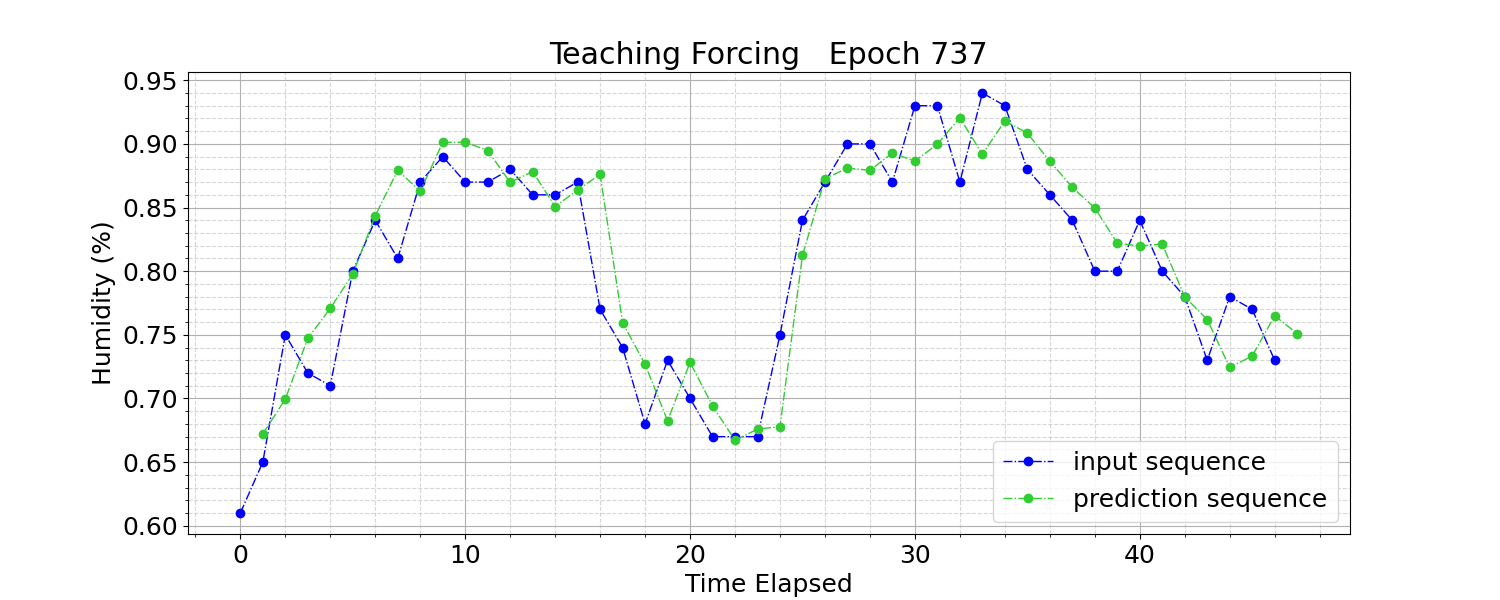 Teaching Forcing   Epoch 737
0.95
0.90
0.85
0.80
0.75
0.70
0.65
0.60
Humidity (%)
input sequence
prediction sequence
0 10 20 30 40
Time Elapsed